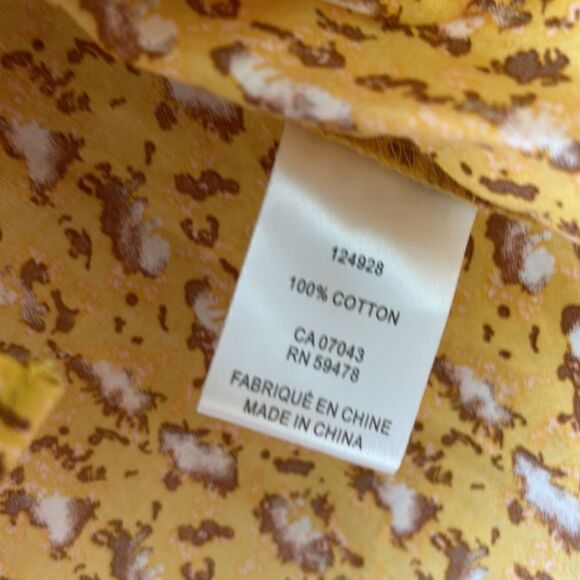 124928
100% COTTON
CA 07043
RN 59478
FABRIQUÉ EN CHINE
MADE IN CHINA